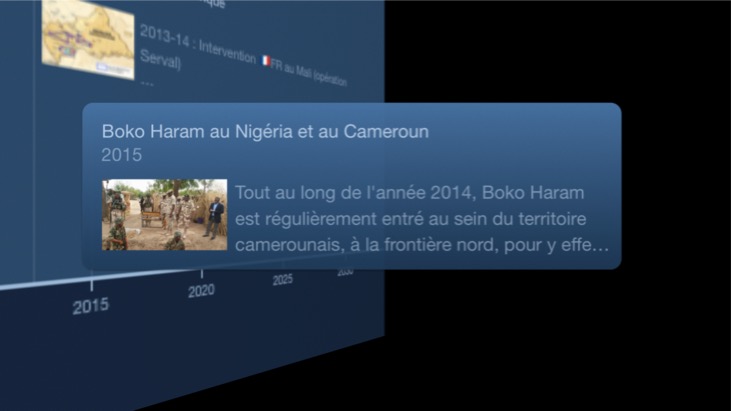 2013-14 : Intervention FR au Mali (opération
Serval)
...
Boko Haram au Nigéria et au Cameroun
2015
Tout au long de l'année 2014, Boko Haram
est régulièrement entré au sein du territoire
camerounais, à la frontière nord, pour y effe...
2015
2020
2025
2030